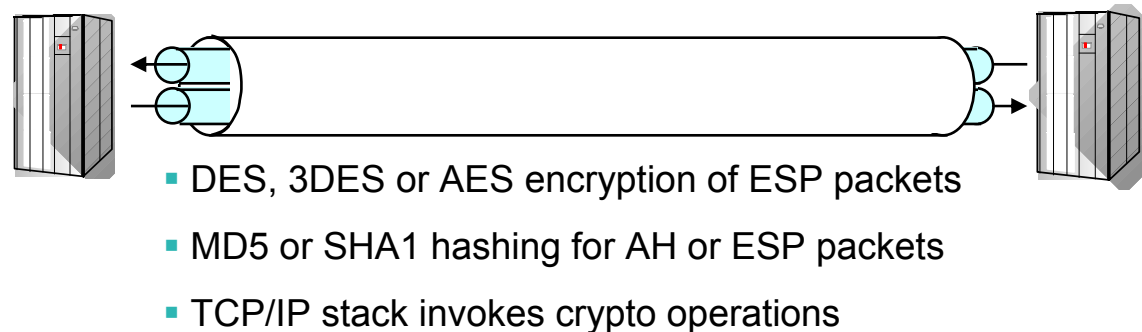 ▪ DES, 3DES or AES encryption of ESP packets
▪ MD5 or SHA1 hashing for AH or ESP packets
▪ TCP/IP stack invokes crypto operations